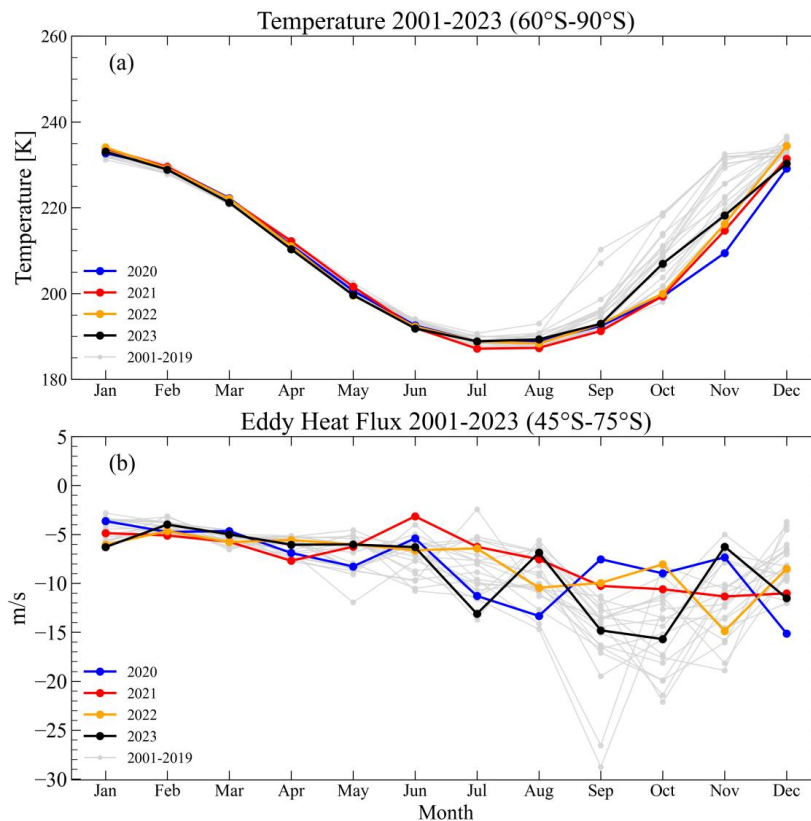 Temperature 2001-2023 (60°S-90°S)
(a)
Temperature [K]
260
240
220
200
180
2020
2021
2022
2023
2001-2019
Jan Feb Mar Apr May Jun Jul Aug Sep Oct Nov Dec
Eddy Heat Flux 2001-2023 (45°S-75°S)
(b)
m/s
5
0
−5
−10
−15
−20
−25
−30
2020
2021
2022
2023
2001-2019
Jan Feb Mar Apr May Jun Jul Aug Sep Oct Nov Dec
Month